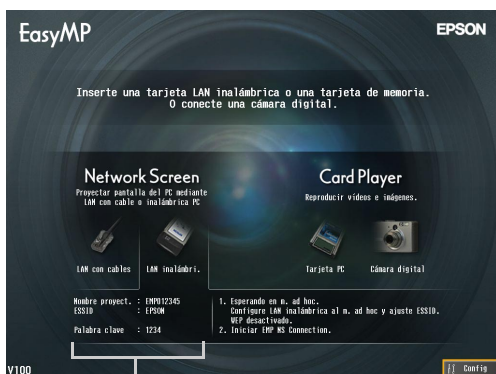 EasyMP
EPSON
Inserte una tarjeta LAN inalámbrica o una tarjeta de memoria.
O conecte una cámara digital.
Network Screen
Proyectar pantalla del PC mediante
LAN con cable o inalámbrica PC
LAN con cables
LAN inalámbri.
Card Player
Reproducir vídeos e imágenes.
Tarjeta PC
Cámara digital
Nombre proyect. : EMP012345
ESSID : EPSON
Palabra clave : 1234
1. Esperando en m. ad hoc.
Configure LAN inalámbrica al m. ad hoc y ajuste ESSID.
WEP desactivado.
2. Iniciar EMP NS Connection.
V100
Config